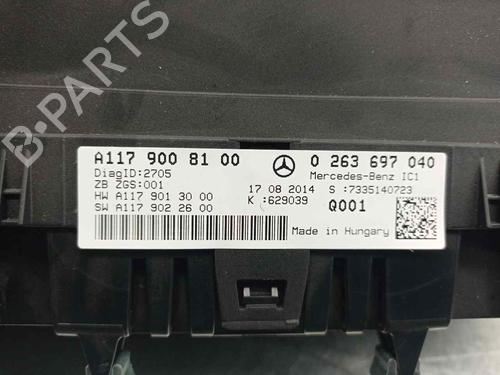 A117 900 81 00
0 263 697 040
DiagID:2705
Mercedes-Benz IC1
ZB ZGS:001
17 08 2014
S :7335140723
HW A117 901 30 00
K :629039
Q001
SW A117 902 26 00
Made in Hungary
B-PARTS